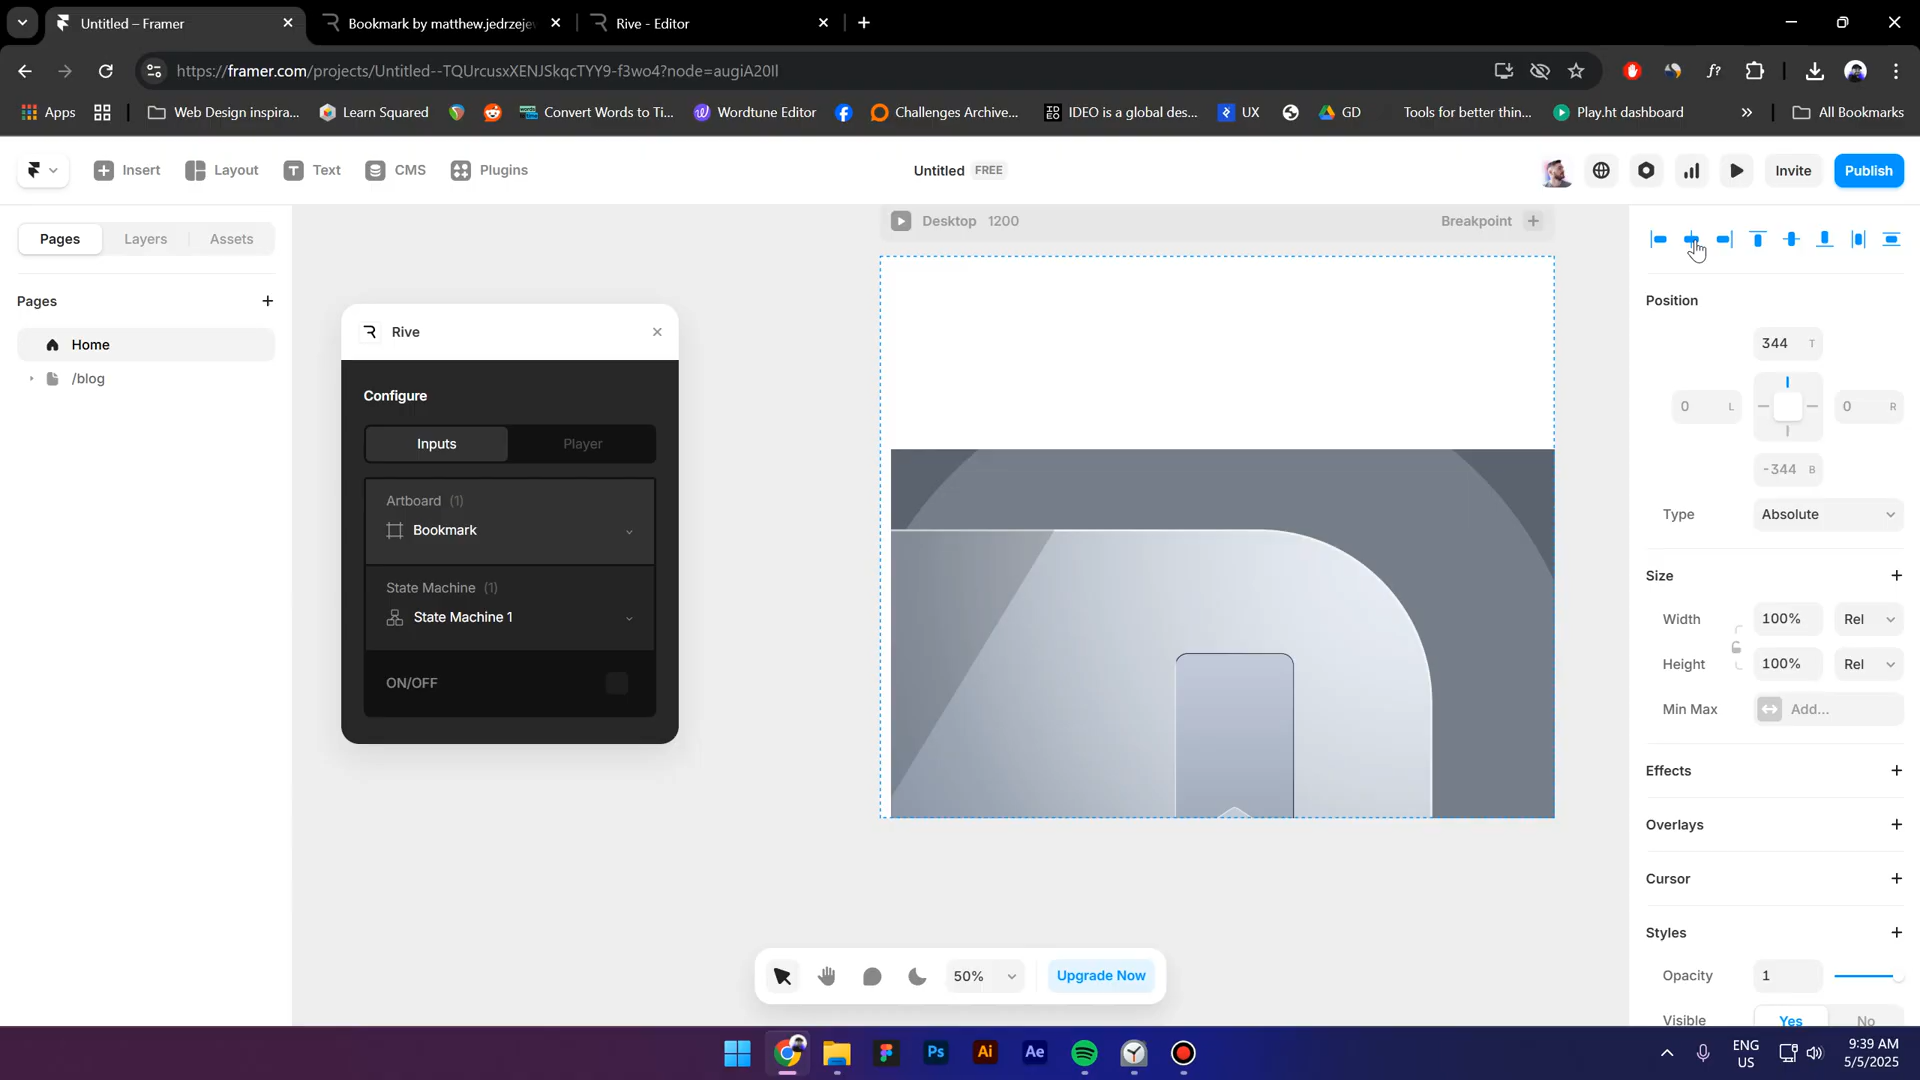 Untitled – Framer
Bookmark by matthew.jedrzeje
Rive - Editor
https://framer.com/projects/Untitled--TQUrcusxXENJSkqcTYY9-f3wo4?node=augiA20Il
f?
Apps
Web Design inspira...
Learn Squared
Convert Words to Ti...
Wordtune Editor
Challenges Archive...
IDEO is a global des...
UX
GD
Tools for better thin...
Play.ht dashboard
All Bookmarks
Insert
Layout
Text
CMS
Plugins
Untitled FREE
Invite
Publish
Pages
Layers
Assets
Desktop 1200
Breakpoint
Pages
Home
/blog
Rive
Configure
Inputs
Player
Artboard (1)
Bookmark
State Machine (1)
State Machine 1
ON/OFF
Position
344 T
0 L
0 R
-344 B
Type
Absolute
Size
Width
100%
Rel
Height
100%
Rel
Min Max
Add...
Effects
Overlays
Cursor
Styles
Opacity
1
Visible
Yes
No
50%
Upgrade Now
Ps
Ai
Ae
ENG
US
9:39 AM
5/5/2025